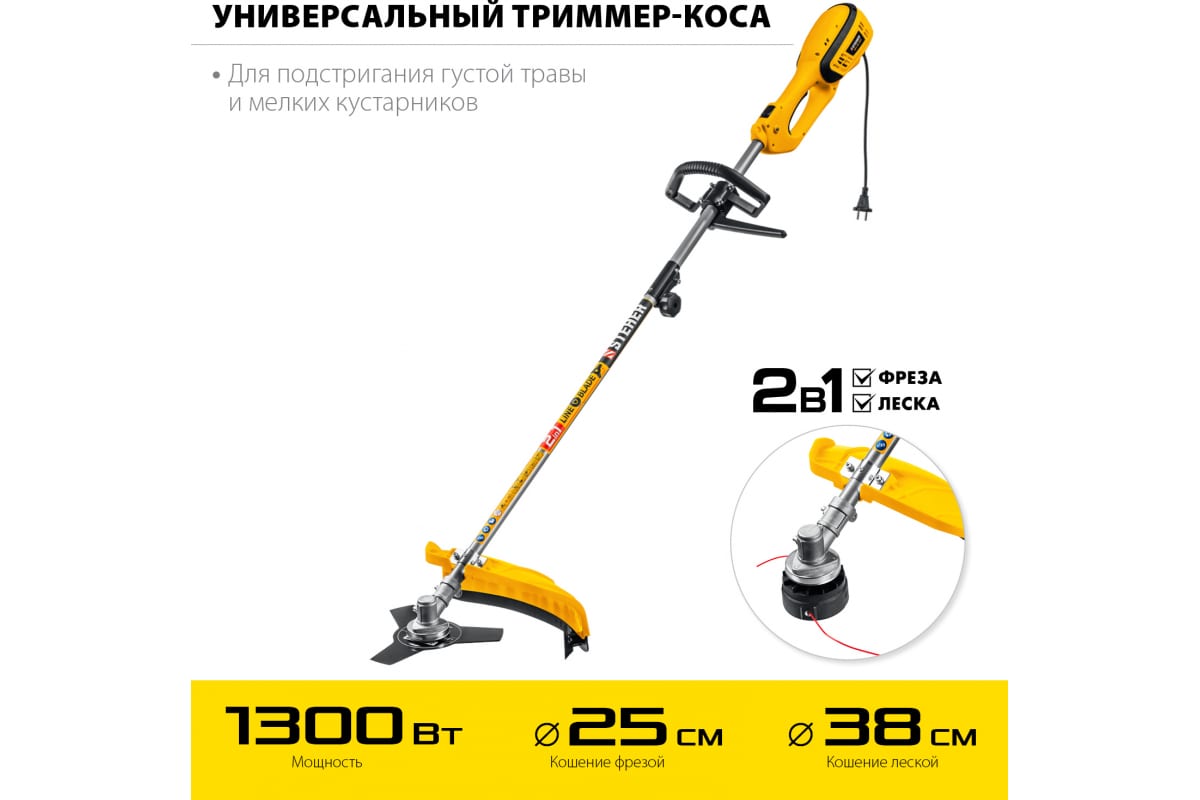 УНИВЕРСАЛЬНЫЙ ТРИММЕР-КОСА
• Для подстригания густой травы
и мелких кустарников
STEHER
LINE BLADE
2in1
2в1
ФРЕЗА
ЛЕСКА
1300 Вт
Мощность
⌀ 25 см
Кошение фрезой
⌀ 38 см
Кошение леской